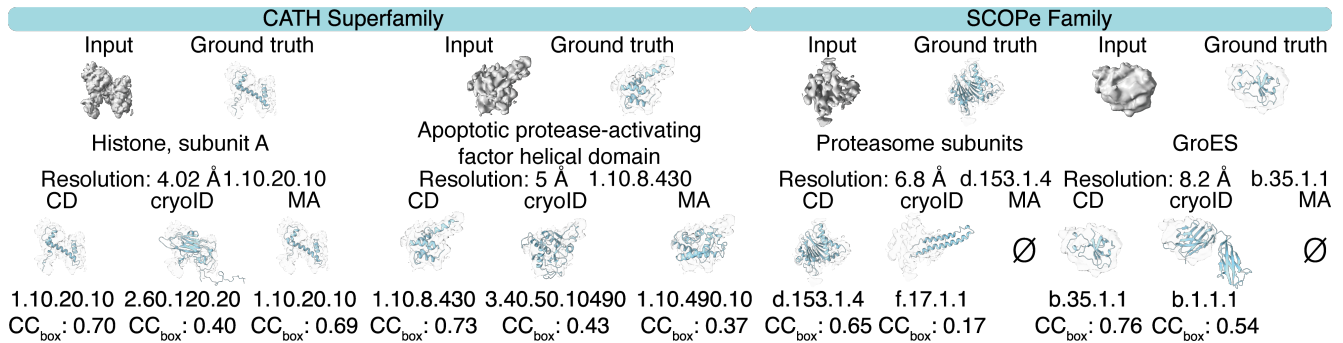 CATH Superfamily SCOPe Family
Input Ground truth Input Ground truth Input Ground truth Input Ground truth
Histone, subunit A
Apoptotic protease-activating
factor helical domain
Proteasome subunits
GroES
Resolution: 4.02 Å 1.10.20.10 Resolution: 5 Å 1.10.8.430 Resolution: 6.8 Å d.153.1.4 Resolution: 8.2 Å b.35.1.1
CD cryoID MA CD cryoID MA CD cryoID MA CD cryoID MA
Ø Ø
1.10.20.10 2.60.120.20 1.10.20.10 1.10.8.430 3.40.50.10490 1.10.490.10 d.153.1.4 f.17.1.1 b.35.1.1 b.1.1.1
CCbox: 0.70 CCbox: 0.40 CCbox: 0.69 CCbox: 0.73 CCbox: 0.43 CCbox: 0.37 CCbox: 0.65 CCbox: 0.17 CCbox: 0.76 CCbox: 0.54